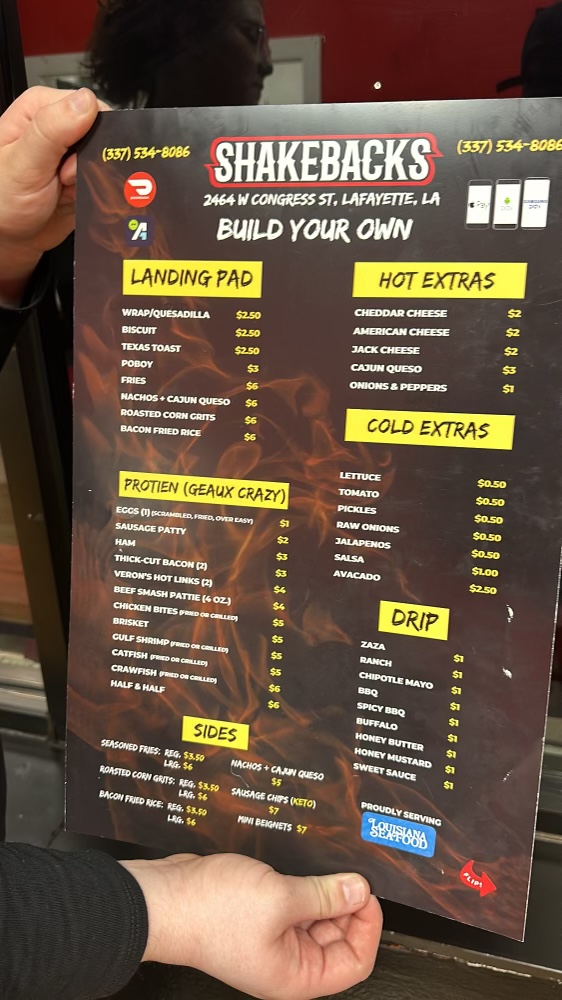 (337) 534-8086
SHAKEBACKS
(337) 534-8086
DOORDASH
2464 W CONGRESS ST, LAFAYETTE, LA
Pay
BUILD YOUR OWN
LANDING PAD
WRAP/QUESADILLA $2.50
BISCUIT $2.50
TEXAS TOAST $2.50
POBOY $3
FRIES $6
NACHOS + CAJUN QUESO $6
ROASTED CORN GRITS $6
BACON FRIED RICE $6
HOT EXTRAS
CHEDDAR CHEESE $2
AMERICAN CHEESE $2
JACK CHEESE $2
CAJUN QUESO $3
ONIONS & PEPPERS $1
COLD EXTRAS
LETTUCE $0.50
TOMATO $0.50
PICKLES $0.50
RAW ONIONS $0.50
JALAPENOS $0.50
SALSA $1.00
AVACADO $2.50
PROTIEN (GEAUX CRAZY)
EGGS (1) (SCRAMBLED, FRIED, OVER EASY) $1
SAUSAGE PATTY $2
HAM $3
THICK-CUT BACON (2) $3
VERON'S HOT LINKS (2) $4
BEEF SMASH PATTIE (4 OZ.) $4
CHICKEN BITES (FRIED OR GRILLED) $5
BRISKET $5
GULF SHRIMP (FRIED OR GRILLED) $5
CATFISH (FRIED OR GRILLED) $5
CRAWFISH (FRIED OR GRILLED) $6
HALF & HALF $6
DRIP
ZAZA $1
RANCH $1
CHIPOTLE MAYO $1
BBQ $1
SPICY BBQ $1
BUFFALO $1
HONEY BUTTER $1
HONEY MUSTARD $1
SWEET SAUCE $1
SIDES
SEASONED FRIES: REG. $3.50
LRG. $6
ROASTED CORN GRITS: REG. $3.50
LRG. $6
BACON FRIED RICE: REG. $3.50
LRG. $6
NACHOS + CAJUN QUESO
$5
SAUSAGE CHIPS (KETO)
$7
MINI BEIGNETS $7
PROUDLY SERVING
LOUISIANA
SEAFOOD
FLIP!